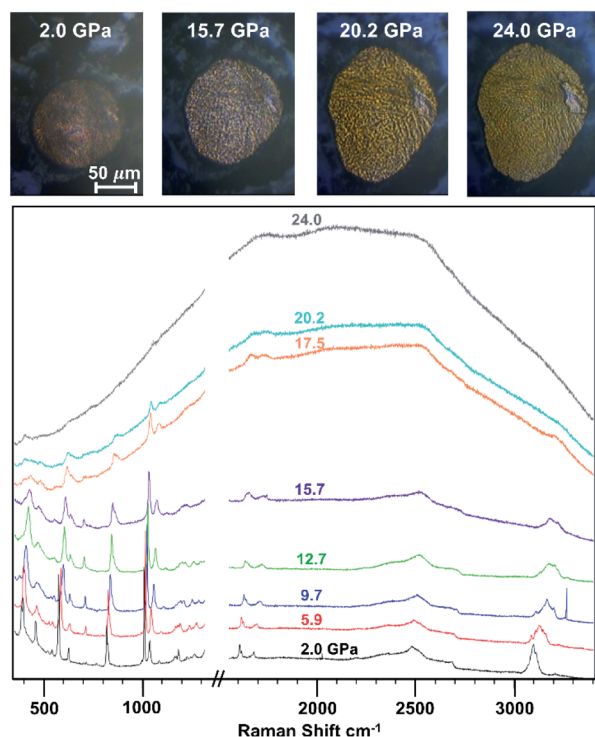 2.0 GPa 15.7 GPa 20.2 GPa 24.0 GPa
50 μm
24.0
20.2
17.5
15.7
12.7
9.7
5.9
2.0 GPa
500 1000 2000 2500 3000
Raman Shift cm⁻¹